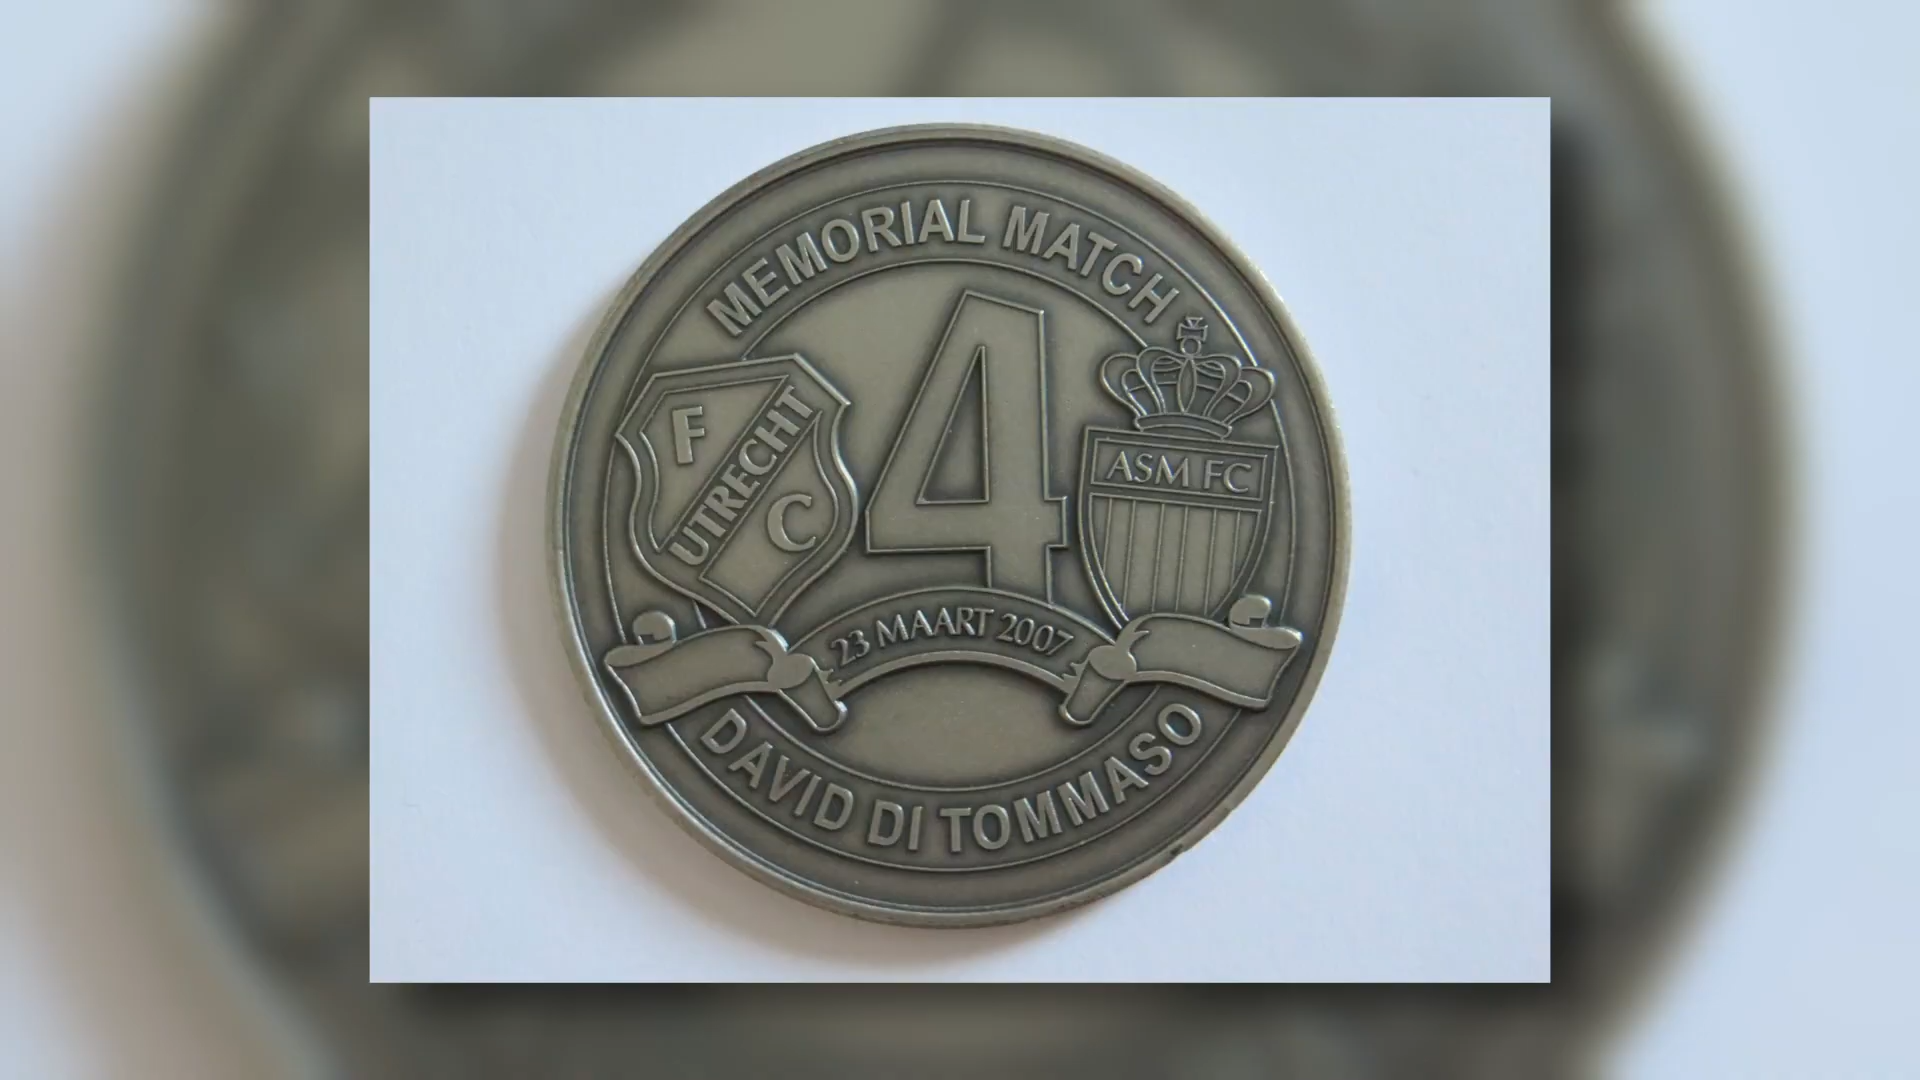 MEMORIAL MATCH
4
F
UTRECHT
C
ASM FC
23 MAART 2007
DAVID DI TOMMASO